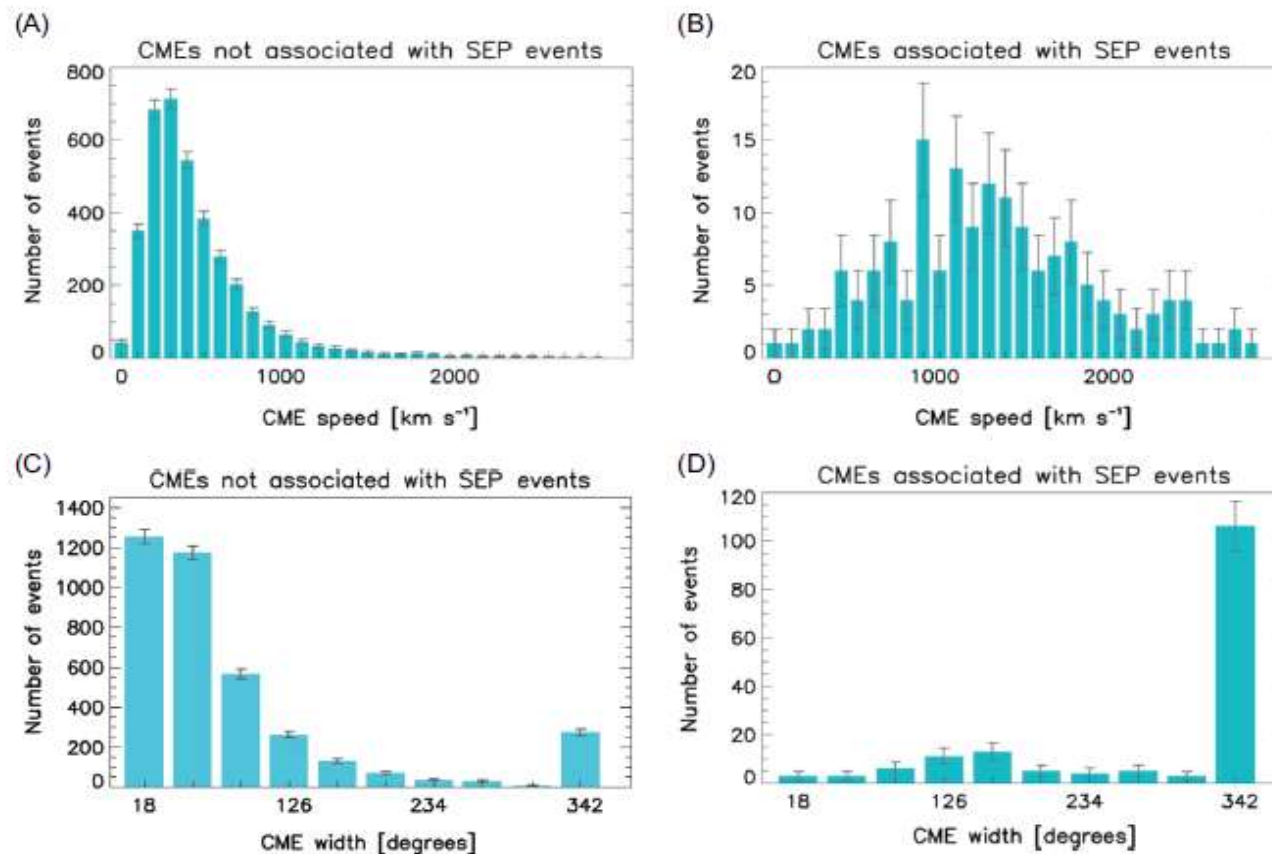 (A)
CMEs not associated with SEP events
800
600
400
200
0
Number of events
0 1000 2000
CME speed [km s⁻¹]
(B)
CMEs associated with SEP events
20
15
10
5
0
Number of events
0 1000 2000
CME speed [km s⁻¹]
(C)
CMEs not associated with SEP events
1400
1200
1000
800
600
400
200
0
Number of events
18 126 234 342
CME width [degrees]
(D)
CMEs associated with SEP events
120
100
80
60
40
20
0
Number of events
18 126 234 342
CME width [degrees]